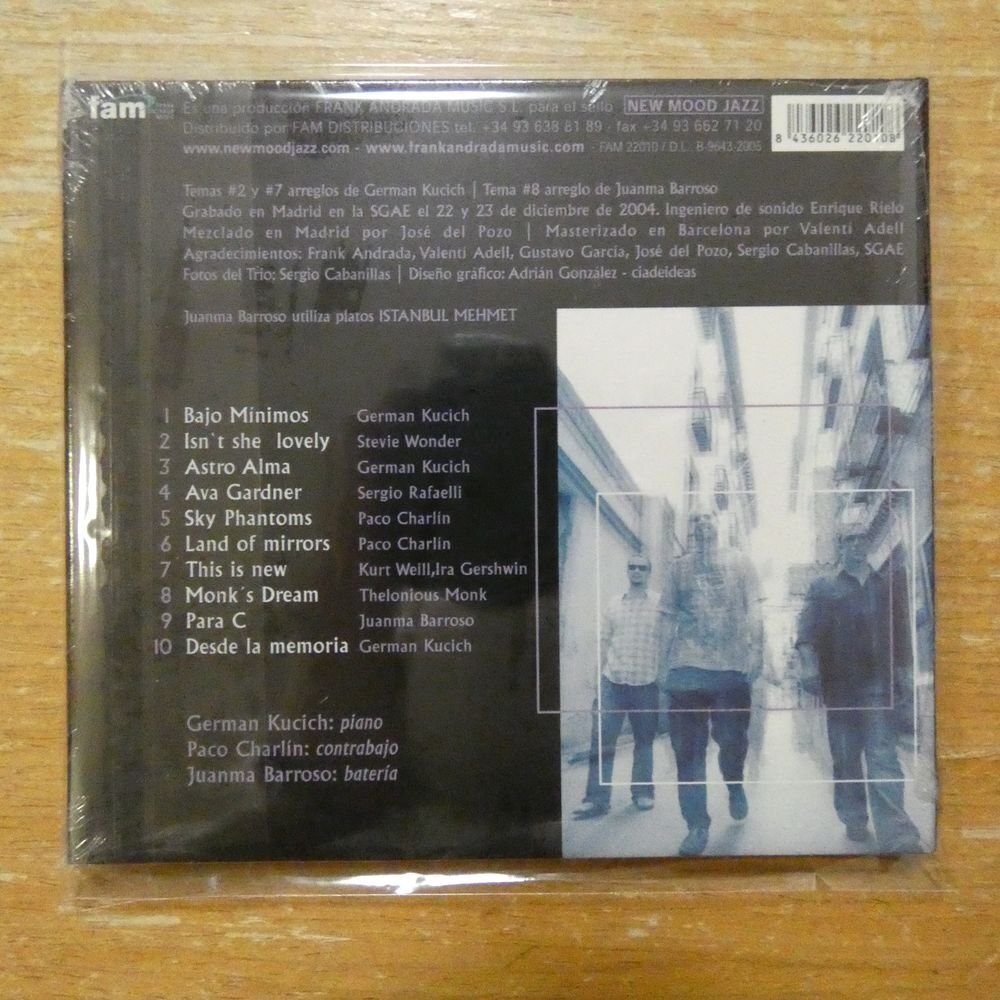 fam
Es una producción FRANK ANDRADA MUSIC S.L. para el sello NEW MOOD JAZZ
Distribuido por FAM DISTRIBUCIONES tel. +34 93 638 81 89 - fax +34 93 662 71 20
www.newmoodjazz.com - www.frankandradamusic.com - FAM 22010 / D.L. B-9643-2005
8 436026 220108
Temas #2 y #7 arreglos de German Kucich | Tema #8 arreglo de Juanma Barroso
Grabado en Madrid en la SGAE el 22 y 23 de diciembre de 2004. Ingeniero de sonido Enrique Rielo
Mezclado en Madrid por José del Pozo | Masterizado en Barcelona por Valentí Adell
Agradecimientos: Frank Andrada, Valentí Adell, Gustavo García, José del Pozo, Sergio Cabanillas, SGAE
Fotos del Trio: Sergio Cabanillas | Diseño gráfico: Adrián González - ciadeideas
Juanma Barroso utiliza platos ISTANBUL MEHMET
1 Bajo Mínimos German Kucich
2 Isn`t she lovely Stevie Wonder
3 Astro Alma German Kucich
4 Ava Gardner Sergio Rafaelli
5 Sky Phantoms Paco Charlín
6 Land of mirrors Paco Charlín
7 This is new Kurt Weill,Ira Gershwin
8 Monk´s Dream Thelonious Monk
9 Para C Juanma Barroso
10 Desde la memoria German Kucich
German Kucich: piano
Paco Charlín: contrabajo
Juanma Barroso: batería